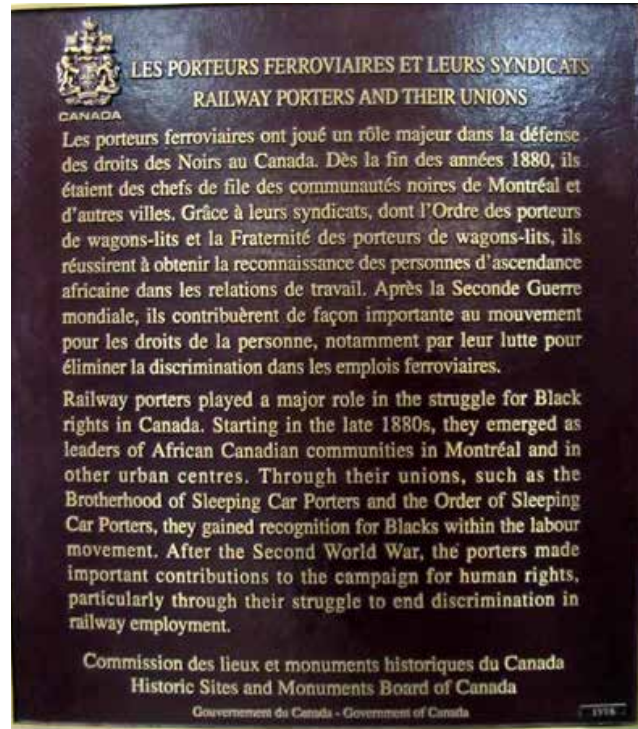 CANADA
LES PORTEURS FERROVIAIRES ET LEURS SYNDICATS
RAILWAY PORTERS AND THEIR UNIONS
Les porteurs ferroviaires ont joué un rôle majeur dans la défense
des droits des Noirs au Canada. Dès la fin des années 1880, ils
étaient des chefs de file des communautés noires de Montréal et
d'autres villes. Grâce à leurs syndicats, dont l'Ordre des porteurs
de wagons-lits et la Fraternité des porteurs de wagons-lits, ils
réussirent à obtenir la reconnaissance des personnes d'ascendance
africaine dans les relations de travail. Après la Seconde Guerre
mondiale, ils contribuèrent de façon importante au mouvement
pour les droits de la personne, notamment par leur lutte pour
éliminer la discrimination dans les emplois ferroviaires.
Railway porters played a major role in the struggle for Black
rights in Canada. Starting in the late 1880s, they emerged as
leaders of African Canadian communities in Montréal and in
other urban centres. Through their unions, such as the
Brotherhood of Sleeping Car Porters and the Order of Sleeping
Car Porters, they gained recognition for Blacks within the labour
movement. After the Second World War, the porters made
important contributions to the campaign for human rights,
particularly through their struggle to end discrimination in
railway employment.
Commission des lieux et monuments historiques du Canada
Historic Sites and Monuments Board of Canada
Gouvernement du Canada - Government of Canada